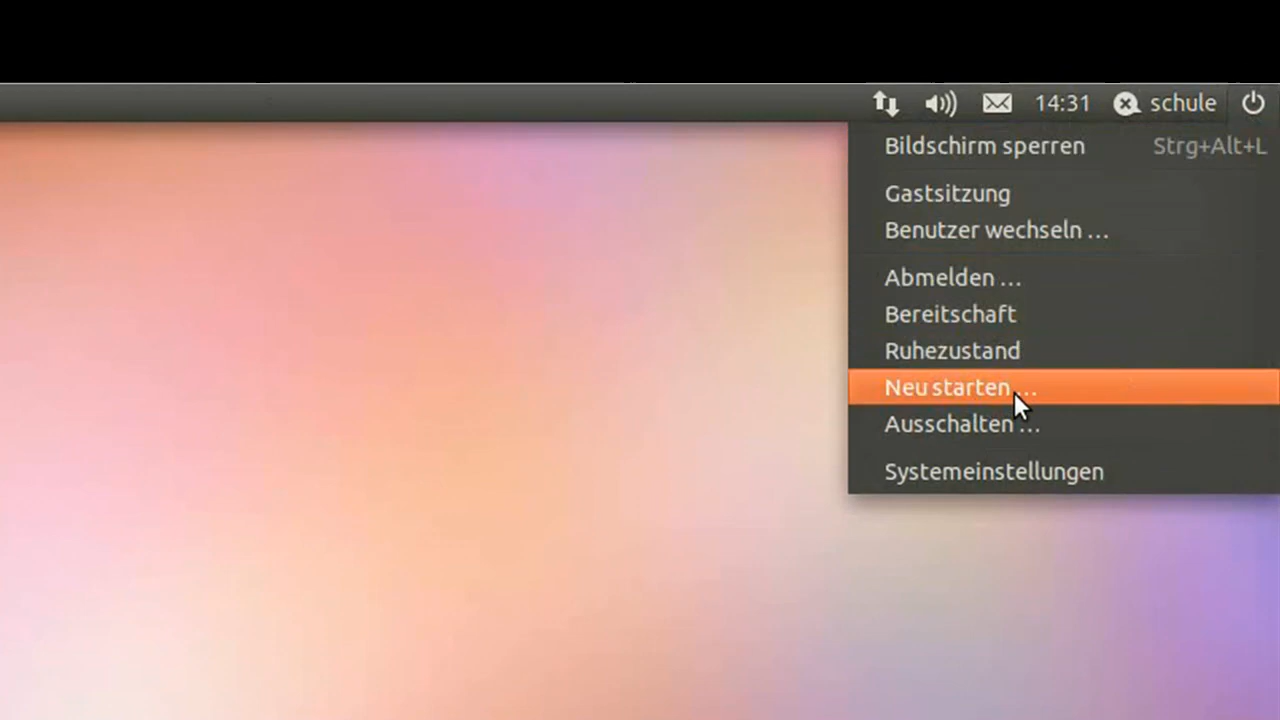 14:31 schule
Bildschirm sperren Strg+Alt+L
Gastsitzung
Benutzer wechseln ...
Abmelden ...
Bereitschaft
Ruhezustand
Neu starten ...
Ausschalten ...
Systemeinstellungen